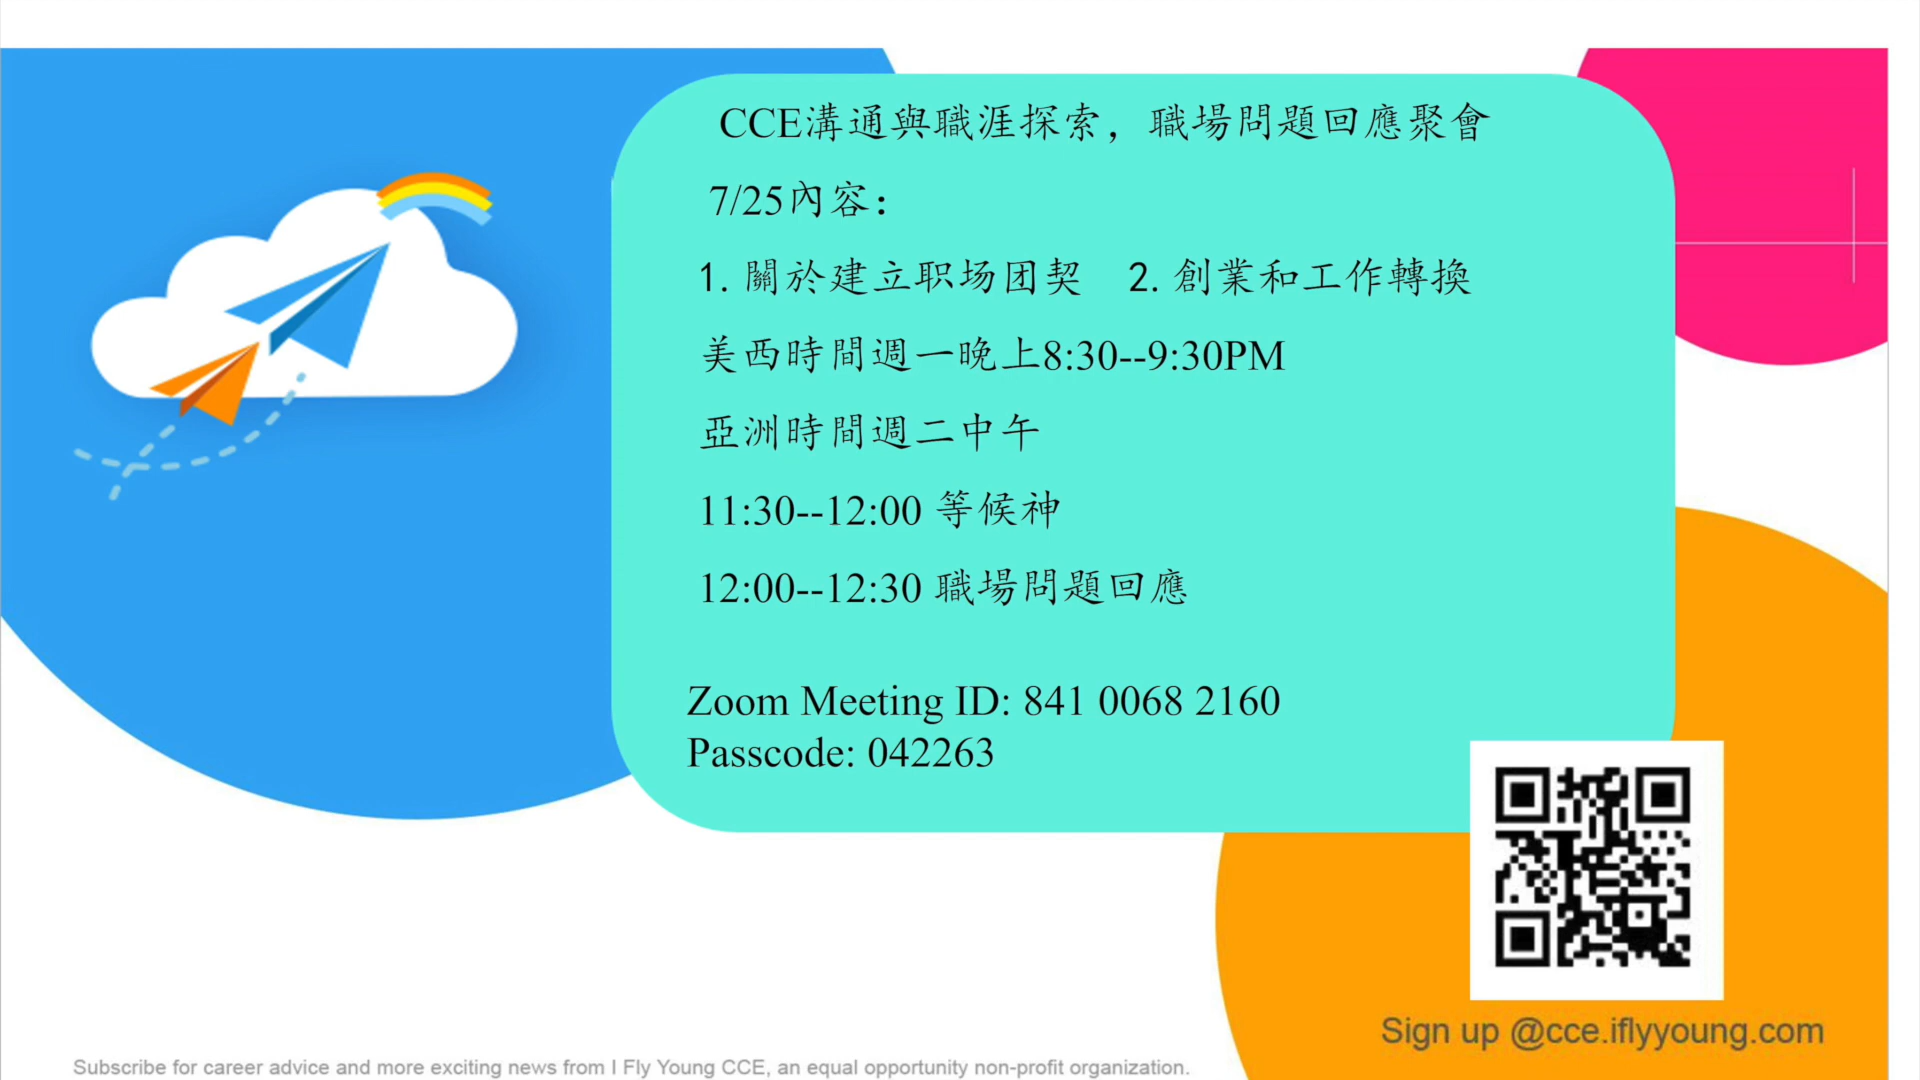 CCE溝通與職涯探索，職場問題回應聚會
7/25內容：
1. 關於建立职场团契 2. 創業和工作轉換
美西時間週一晚上8:30--9:30PM
亞洲時間週二中午
11:30--12:00 等候神
12:00--12:30 職場問題回應
Zoom Meeting ID: 841 0068 2160
Passcode: 042263
Sign up @cce.iflyyoung.com
Subscribe for career advice and more exciting news from I Fly Young CCE, an equal opportunity non-profit organization.